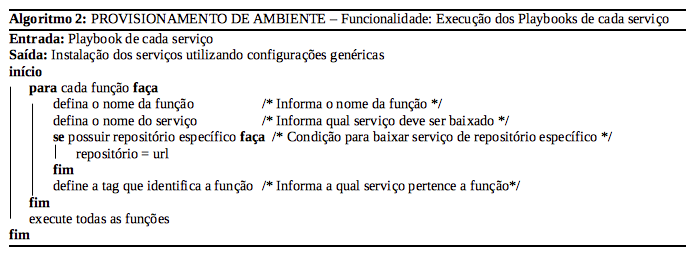 Algoritmo 2: PROVISIONAMENTO DE AMBIENTE – Funcionalidade: Execução dos Playbooks de cada serviço
Entrada: Playbook de cada serviço
Saída: Instalação dos serviços utilizando configurações genéricas
início
para cada função faça
defina o nome da função /* Informa o nome da função */
defina o nome do serviço /* Informa qual serviço deve ser baixado */
se possuir repositório específico faça /* Condição para baixar serviço de repositório específico */
repositório = url
fim
define a tag que identifica a função /* Informa a qual serviço pertence a função*/
fim
execute todas as funções
fim